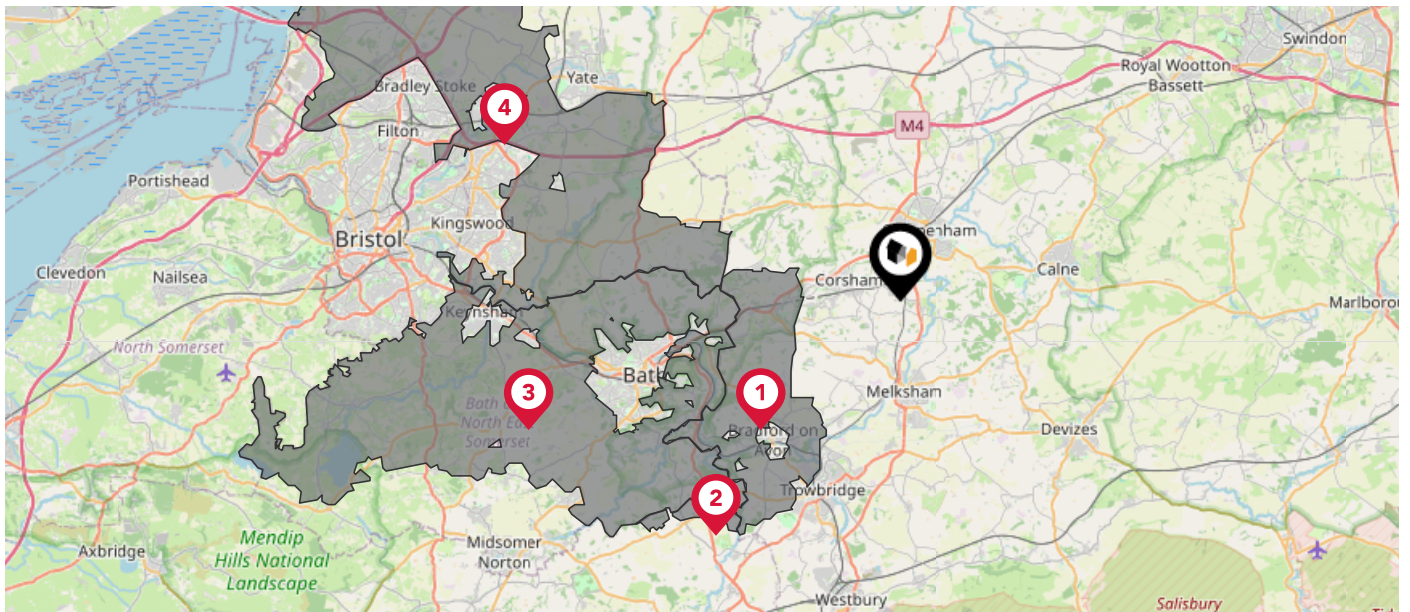 Swindon
Royal Wootton
Bassett
Yate
Bradley Stoke
4
M4
Filton
Portishead
Kingswood
Bristol
enham
Clevedon
Nailsea
Corsham
Calne
Marlborou
Keynsham
North Somerset
Bath
3
1
Melksham
Bath
North East
Somerset
Bradford on
Avon
Devizes
2
Trowbridge
Mendip
Hills National
Landscape
Axbridge
Midsomer
Norton
Westbury
Salisbury